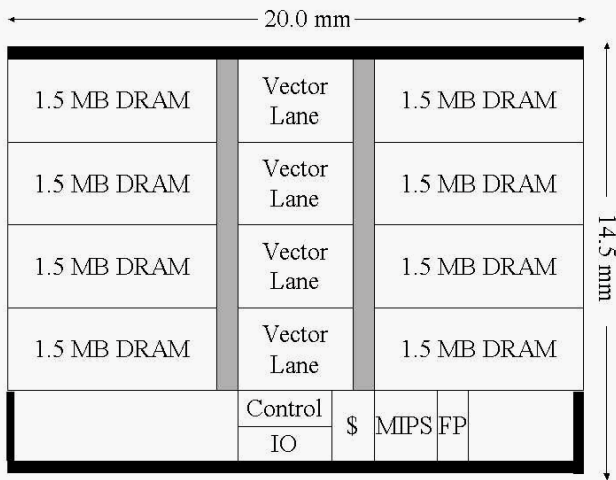 20.0 mm
1.5 MB DRAM
Vector
Lane
1.5 MB DRAM
1.5 MB DRAM
Vector
Lane
1.5 MB DRAM
1.5 MB DRAM
Vector
Lane
1.5 MB DRAM
1.5 MB DRAM
Vector
Lane
1.5 MB DRAM
14.5 mm
Control
IO
$
MIPS
FP